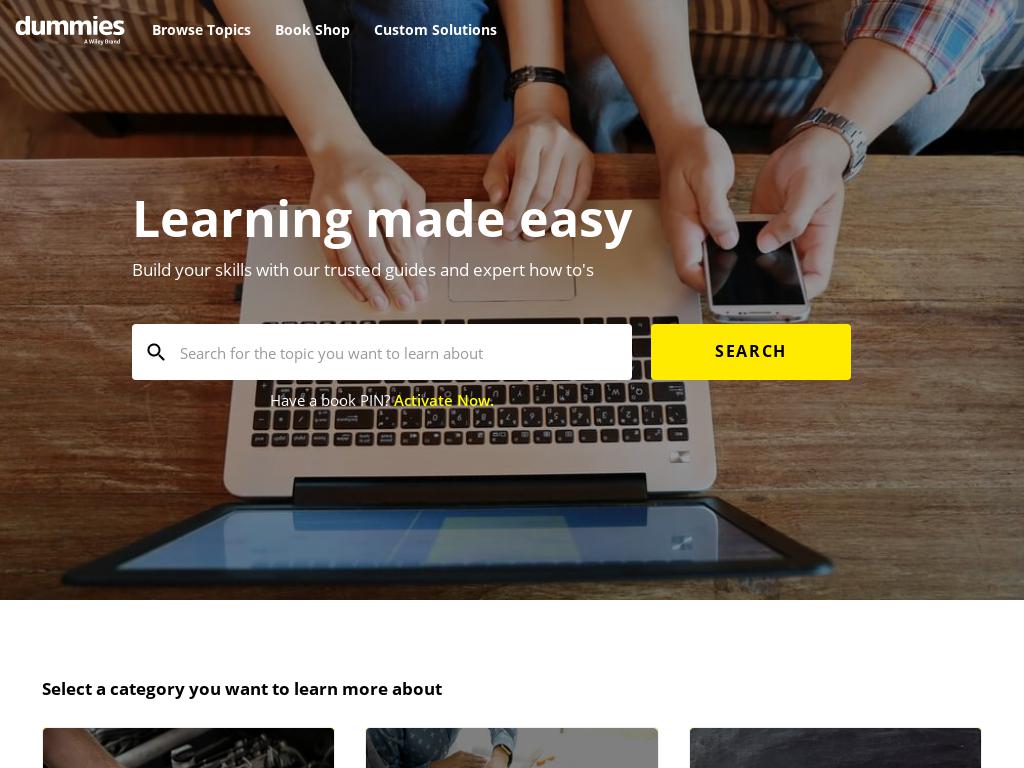 dummies
A Wiley Brand
Browse Topics
Book Shop
Custom Solutions
Learning made easy
Build your skills with our trusted guides and expert how to's
Search for the topic you want to learn about
SEARCH
Have a book PIN? Activate Now.
Select a category you want to learn more about